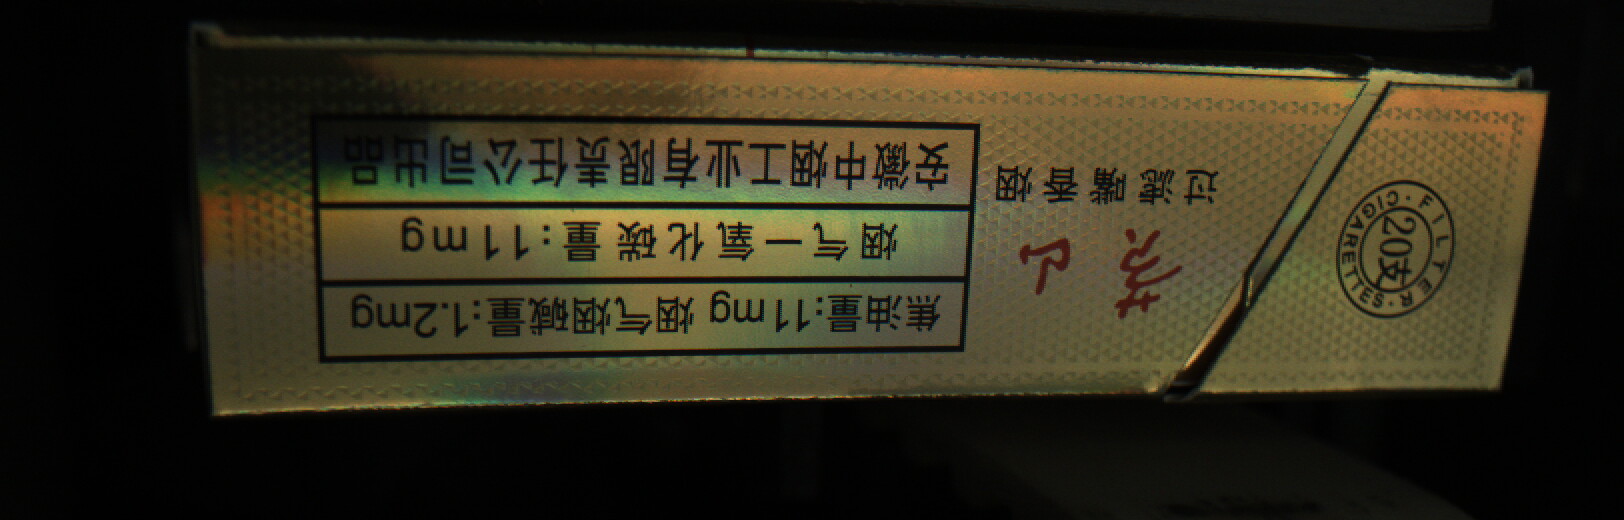 FILTER·CIGARETTES·
20支
黄山
过滤嘴香烟
焦油量:11mg 烟气烟碱量:1.2mg
烟气一氧化碳量:11mg
安徽中烟工业有限责任公司出品